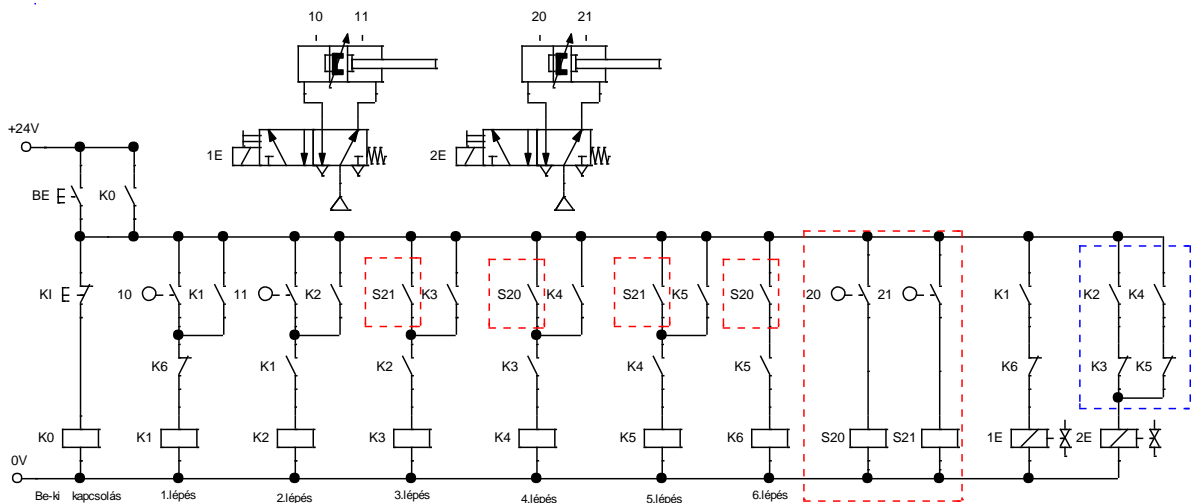 10 11 20 21
+24V
1E 2E
BE K0
KI 10 K1 11 K2 S21 K3 S20 K4 S21 K5 S20 20 21 K1 K2 K4
K6 K1 K2 K3 K4 K5 K6 K3 K5
K0 K1 K2 K3 K4 K5 K6 S20 S21 1E 2E
0V
Be-ki kapcsolás 1.lépés 2.lépés 3.lépés 4.lépés 5.lépés 6.lépés